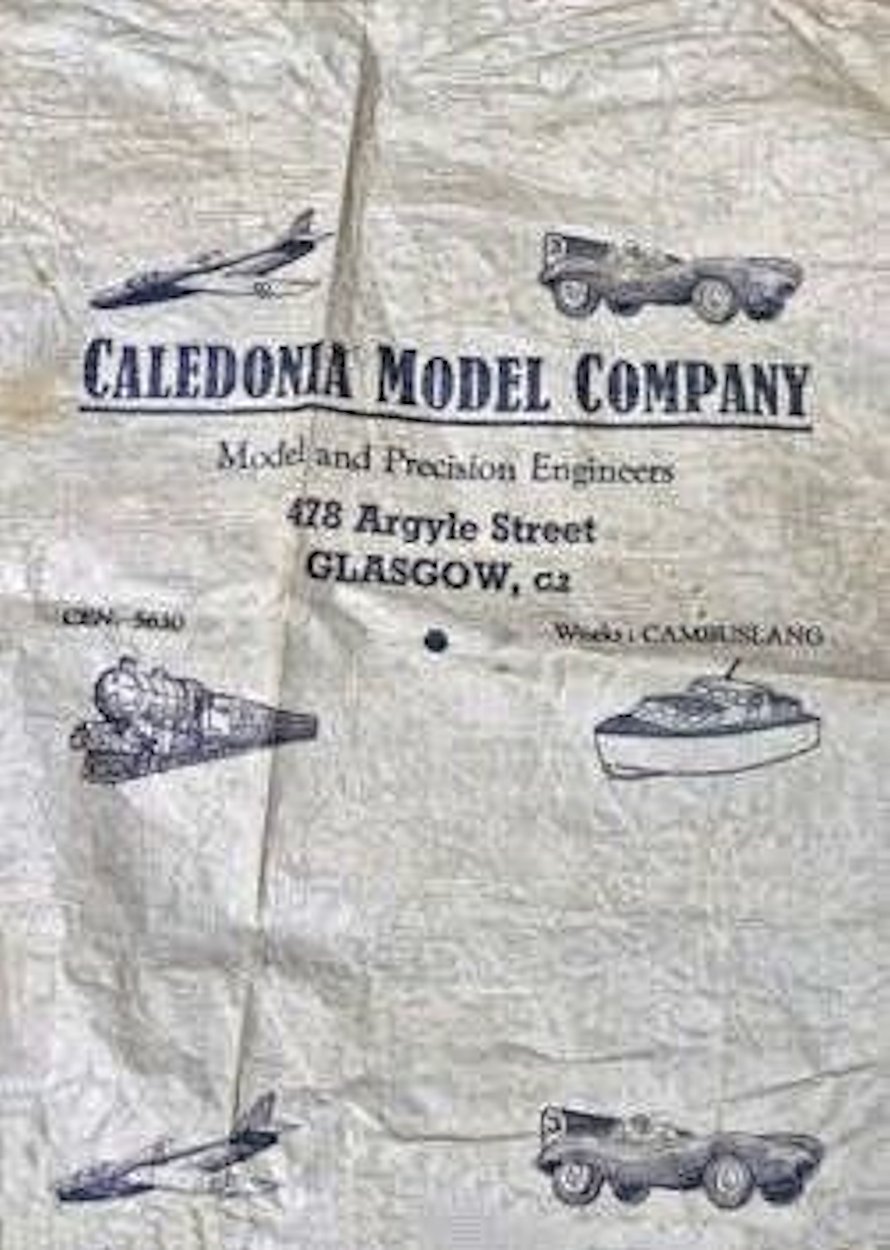 CALEDONIA MODEL COMPANY
Model and Precision Engineers
478 Argyle Street
GLASGOW, C2
CEN. 5630
Works : CAMBUSLANG